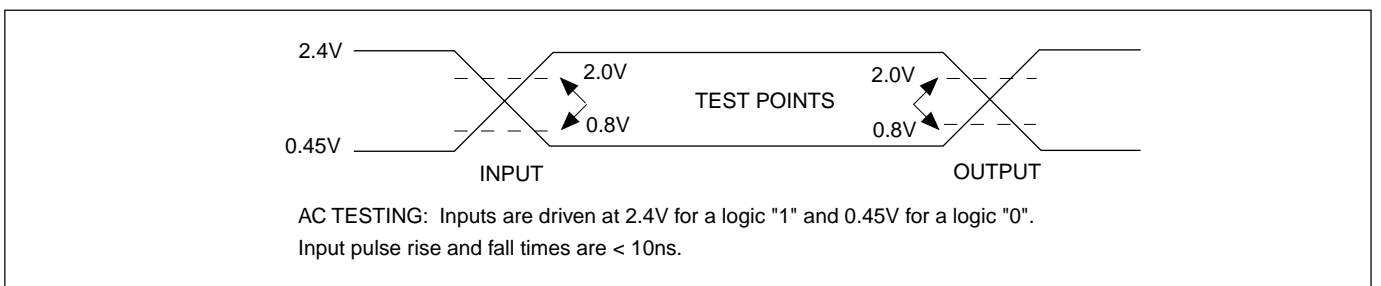 2.4V
2.0V
2.0V
TEST POINTS
0.8V
0.8V
0.45V
INPUT
OUTPUT
AC TESTING: Inputs are driven at 2.4V for a logic "1" and 0.45V for a logic "0".
Input pulse rise and fall times are < 10ns.